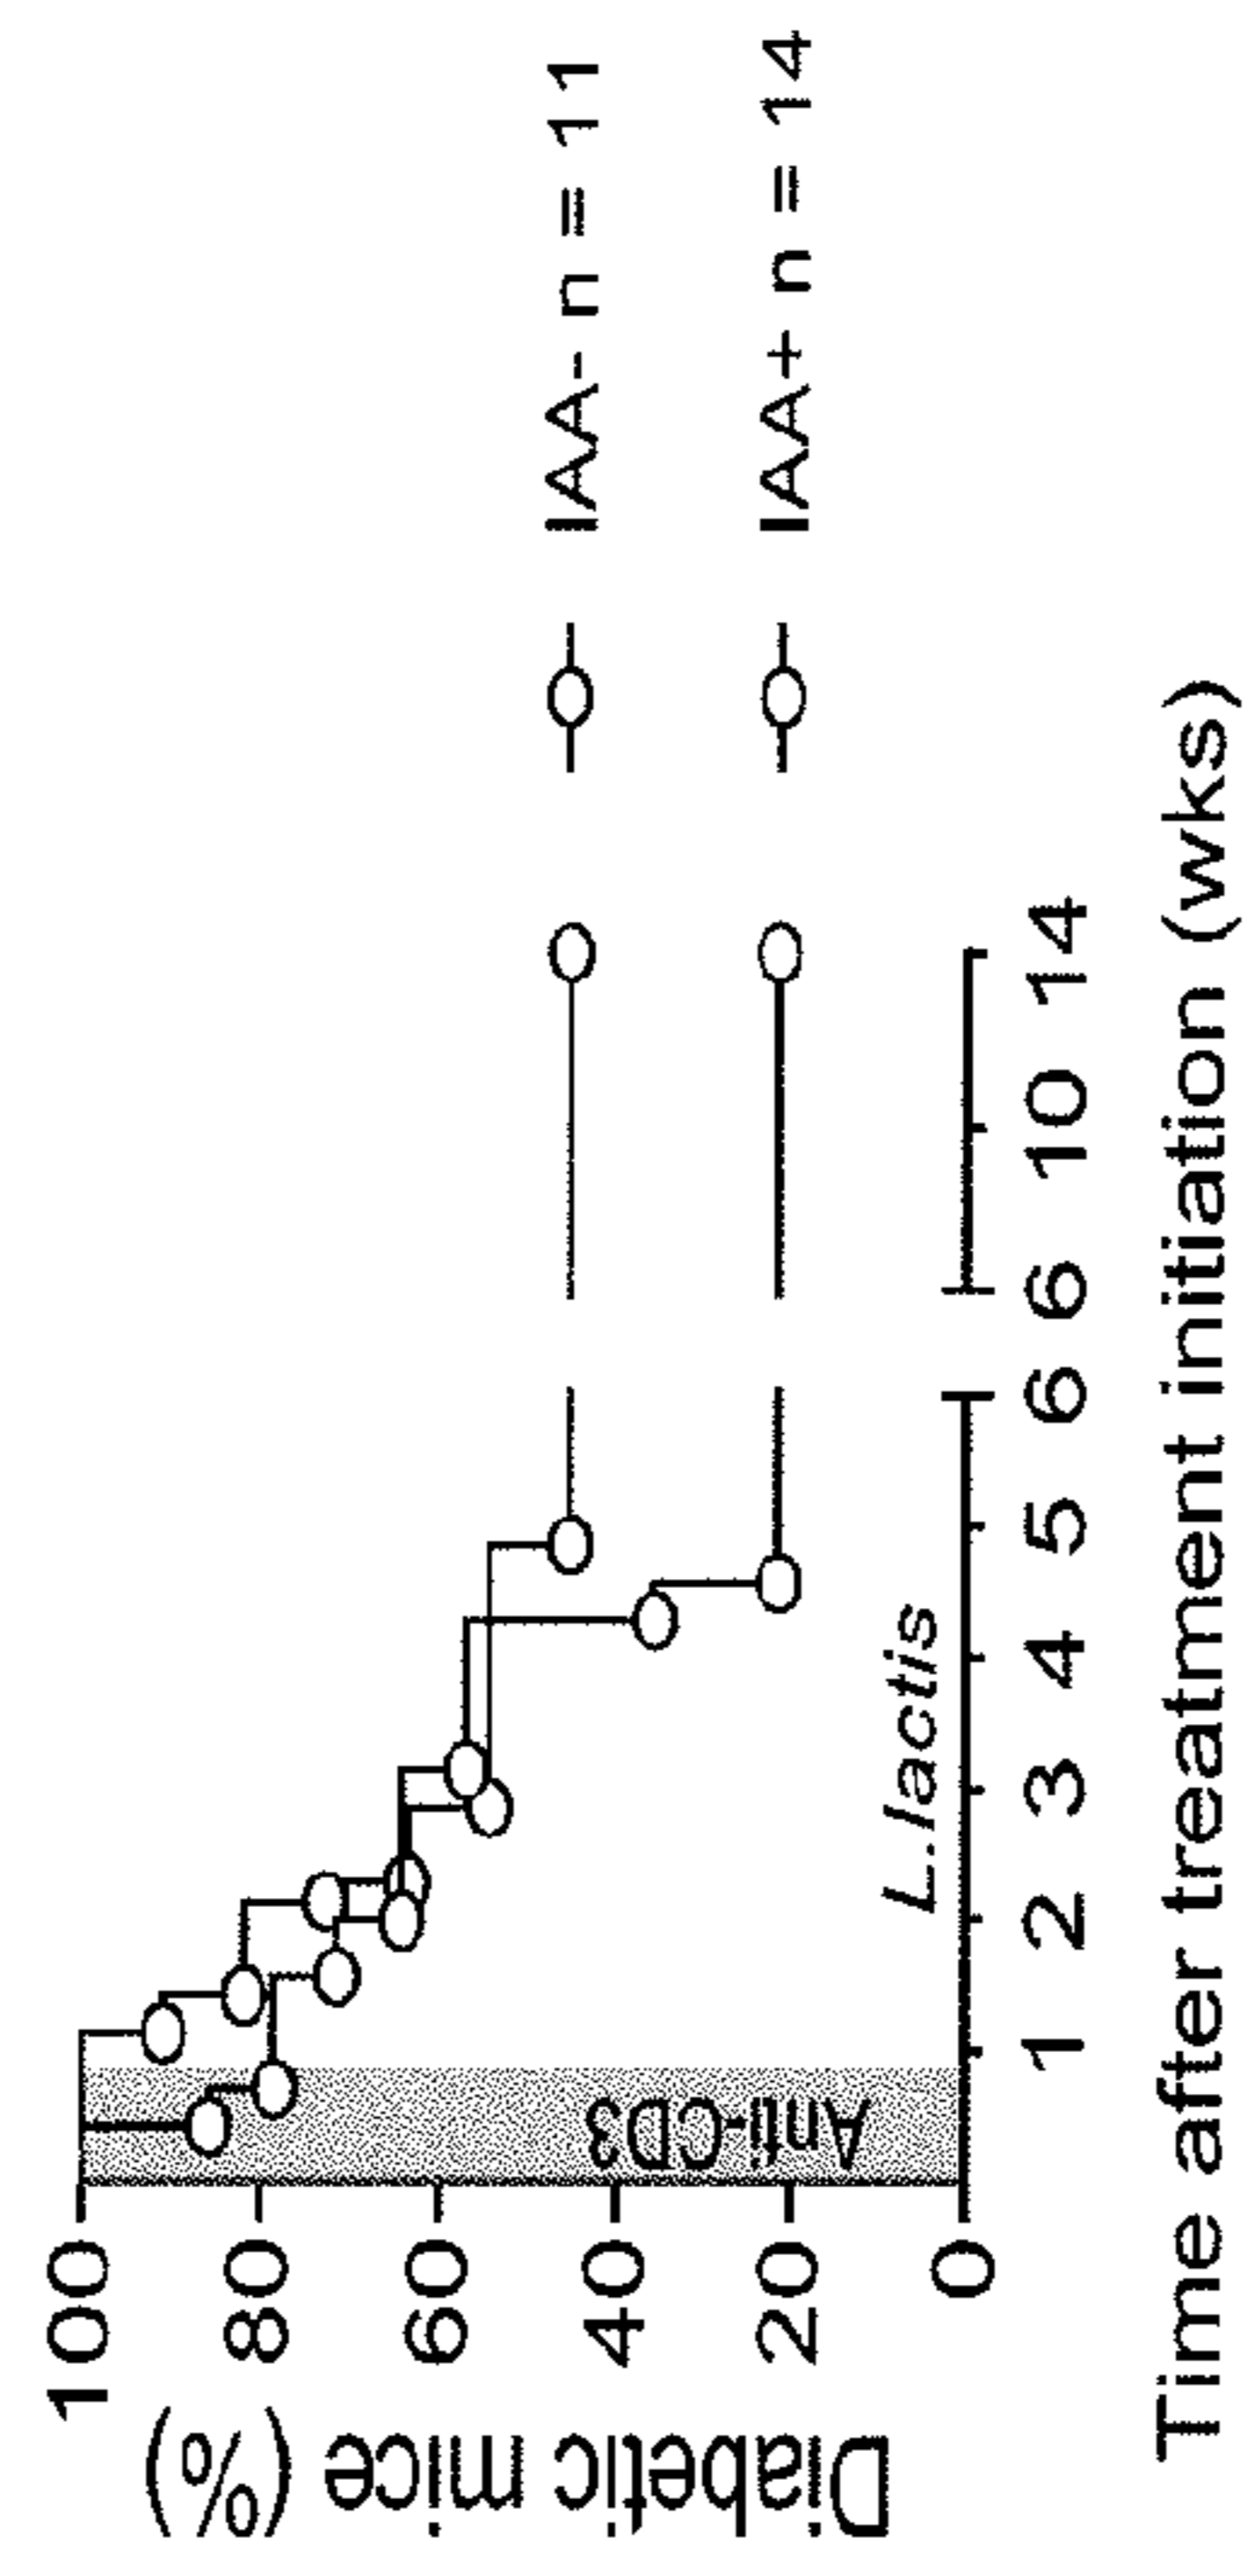 Diabetic mice (%)
100
80
60
40
20
0
Anti-CD3
L.lactis
IAA- n = 11
IAA+ n = 14
1 2 3 4 5 6 6 10 14
Time after treatment initiation (wks)